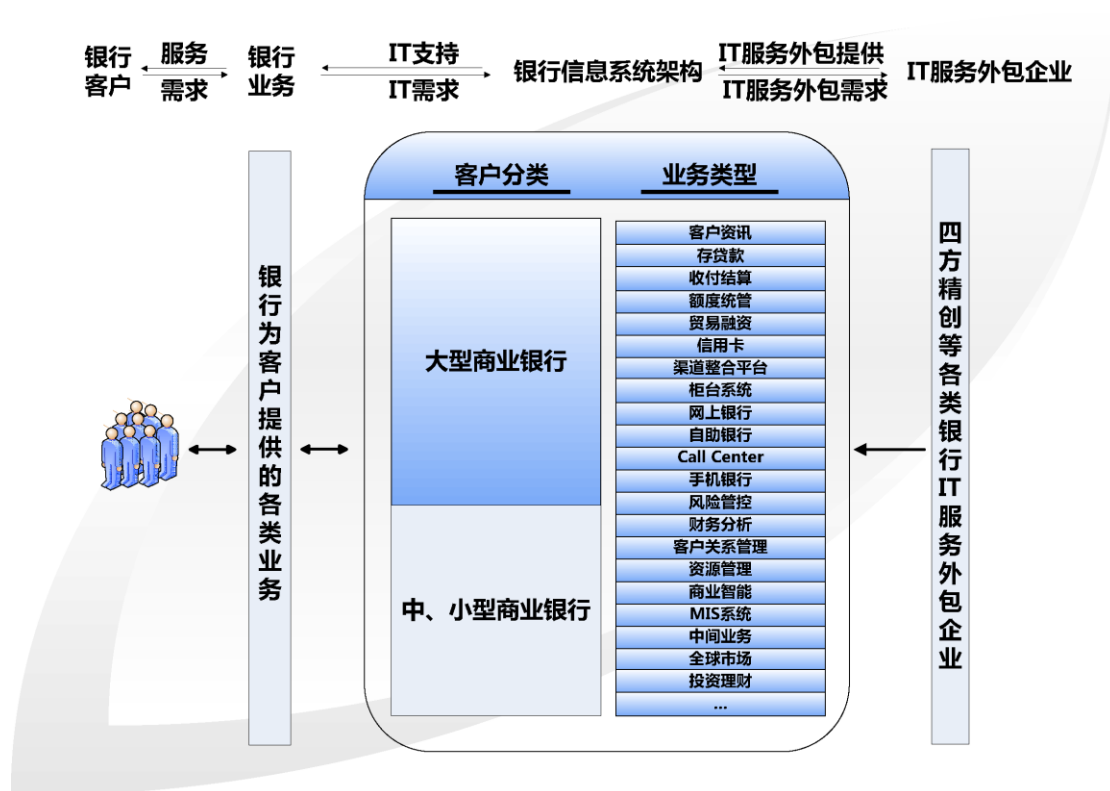 银行
客户
服务
需求
银行
业务
IT支持
IT需求
银行信息系统架构
IT服务外包提供
IT服务外包需求
IT服务外包企业
银行为客户提供的各类业务
客户分类
业务类型
大型商业银行
中、小型商业银行
客户资讯
存贷款
收付结算
额度统管
贸易融资
信用卡
渠道整合平台
柜台系统
网上银行
自助银行
Call Center
手机银行
风险管控
财务分析
客户关系管理
资源管理
商业智能
MIS系统
中间业务
全球市场
投资理财
...
四方精创等各类银行IT服务外包企业